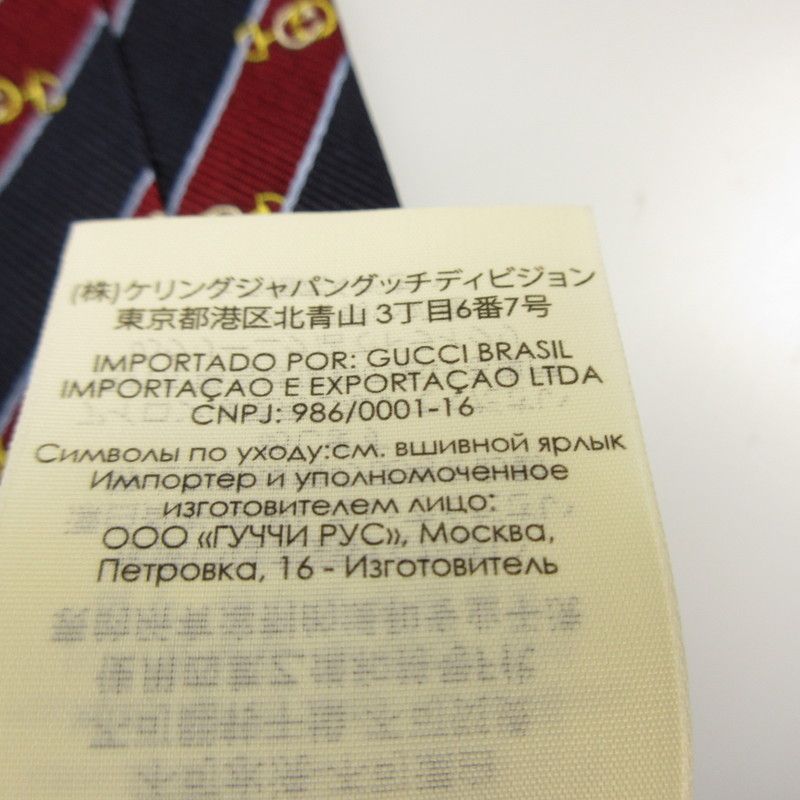 (株)ケリングジャパングッチディビジョン
東京都港区北青山 3丁目6番7号
IMPORTADO POR: GUCCI BRASIL
IMPORTAÇAO E EXPORTAÇAO LTDA
CNPJ: 986/0001-16
Символы по уходу:см. вшивной ярлык
Импортер и уполномоченное
изготовителем лицо:
ООО «ГУЧЧИ РУС», Москва,
Петровка, 16 - Изготовитель